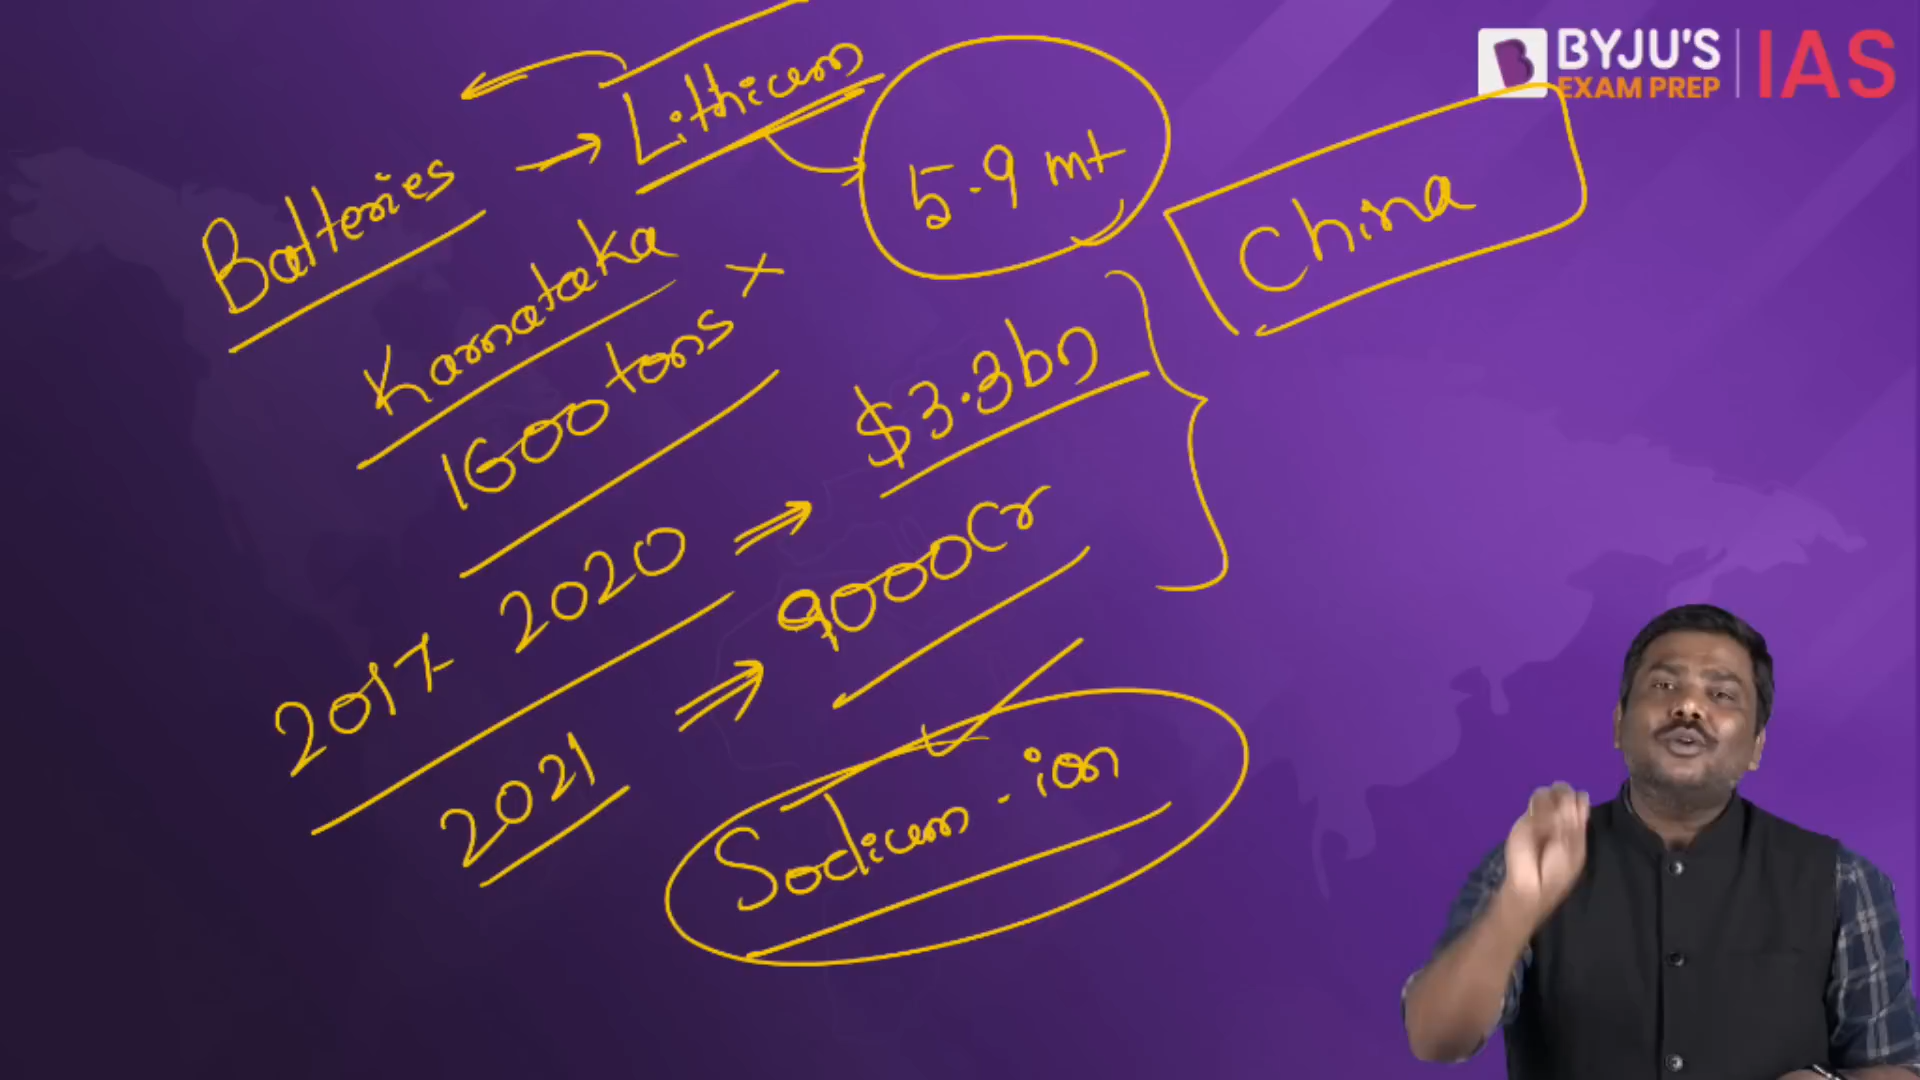 BYJU'S
EXAM PREP
IAS
Batteries → Lithium
5.9 mt
China
Karnataka
1600 tons ×
2017 2020 ⇒ $3.3bn
2021 ⇒ 9000Cr
Sodium-ion